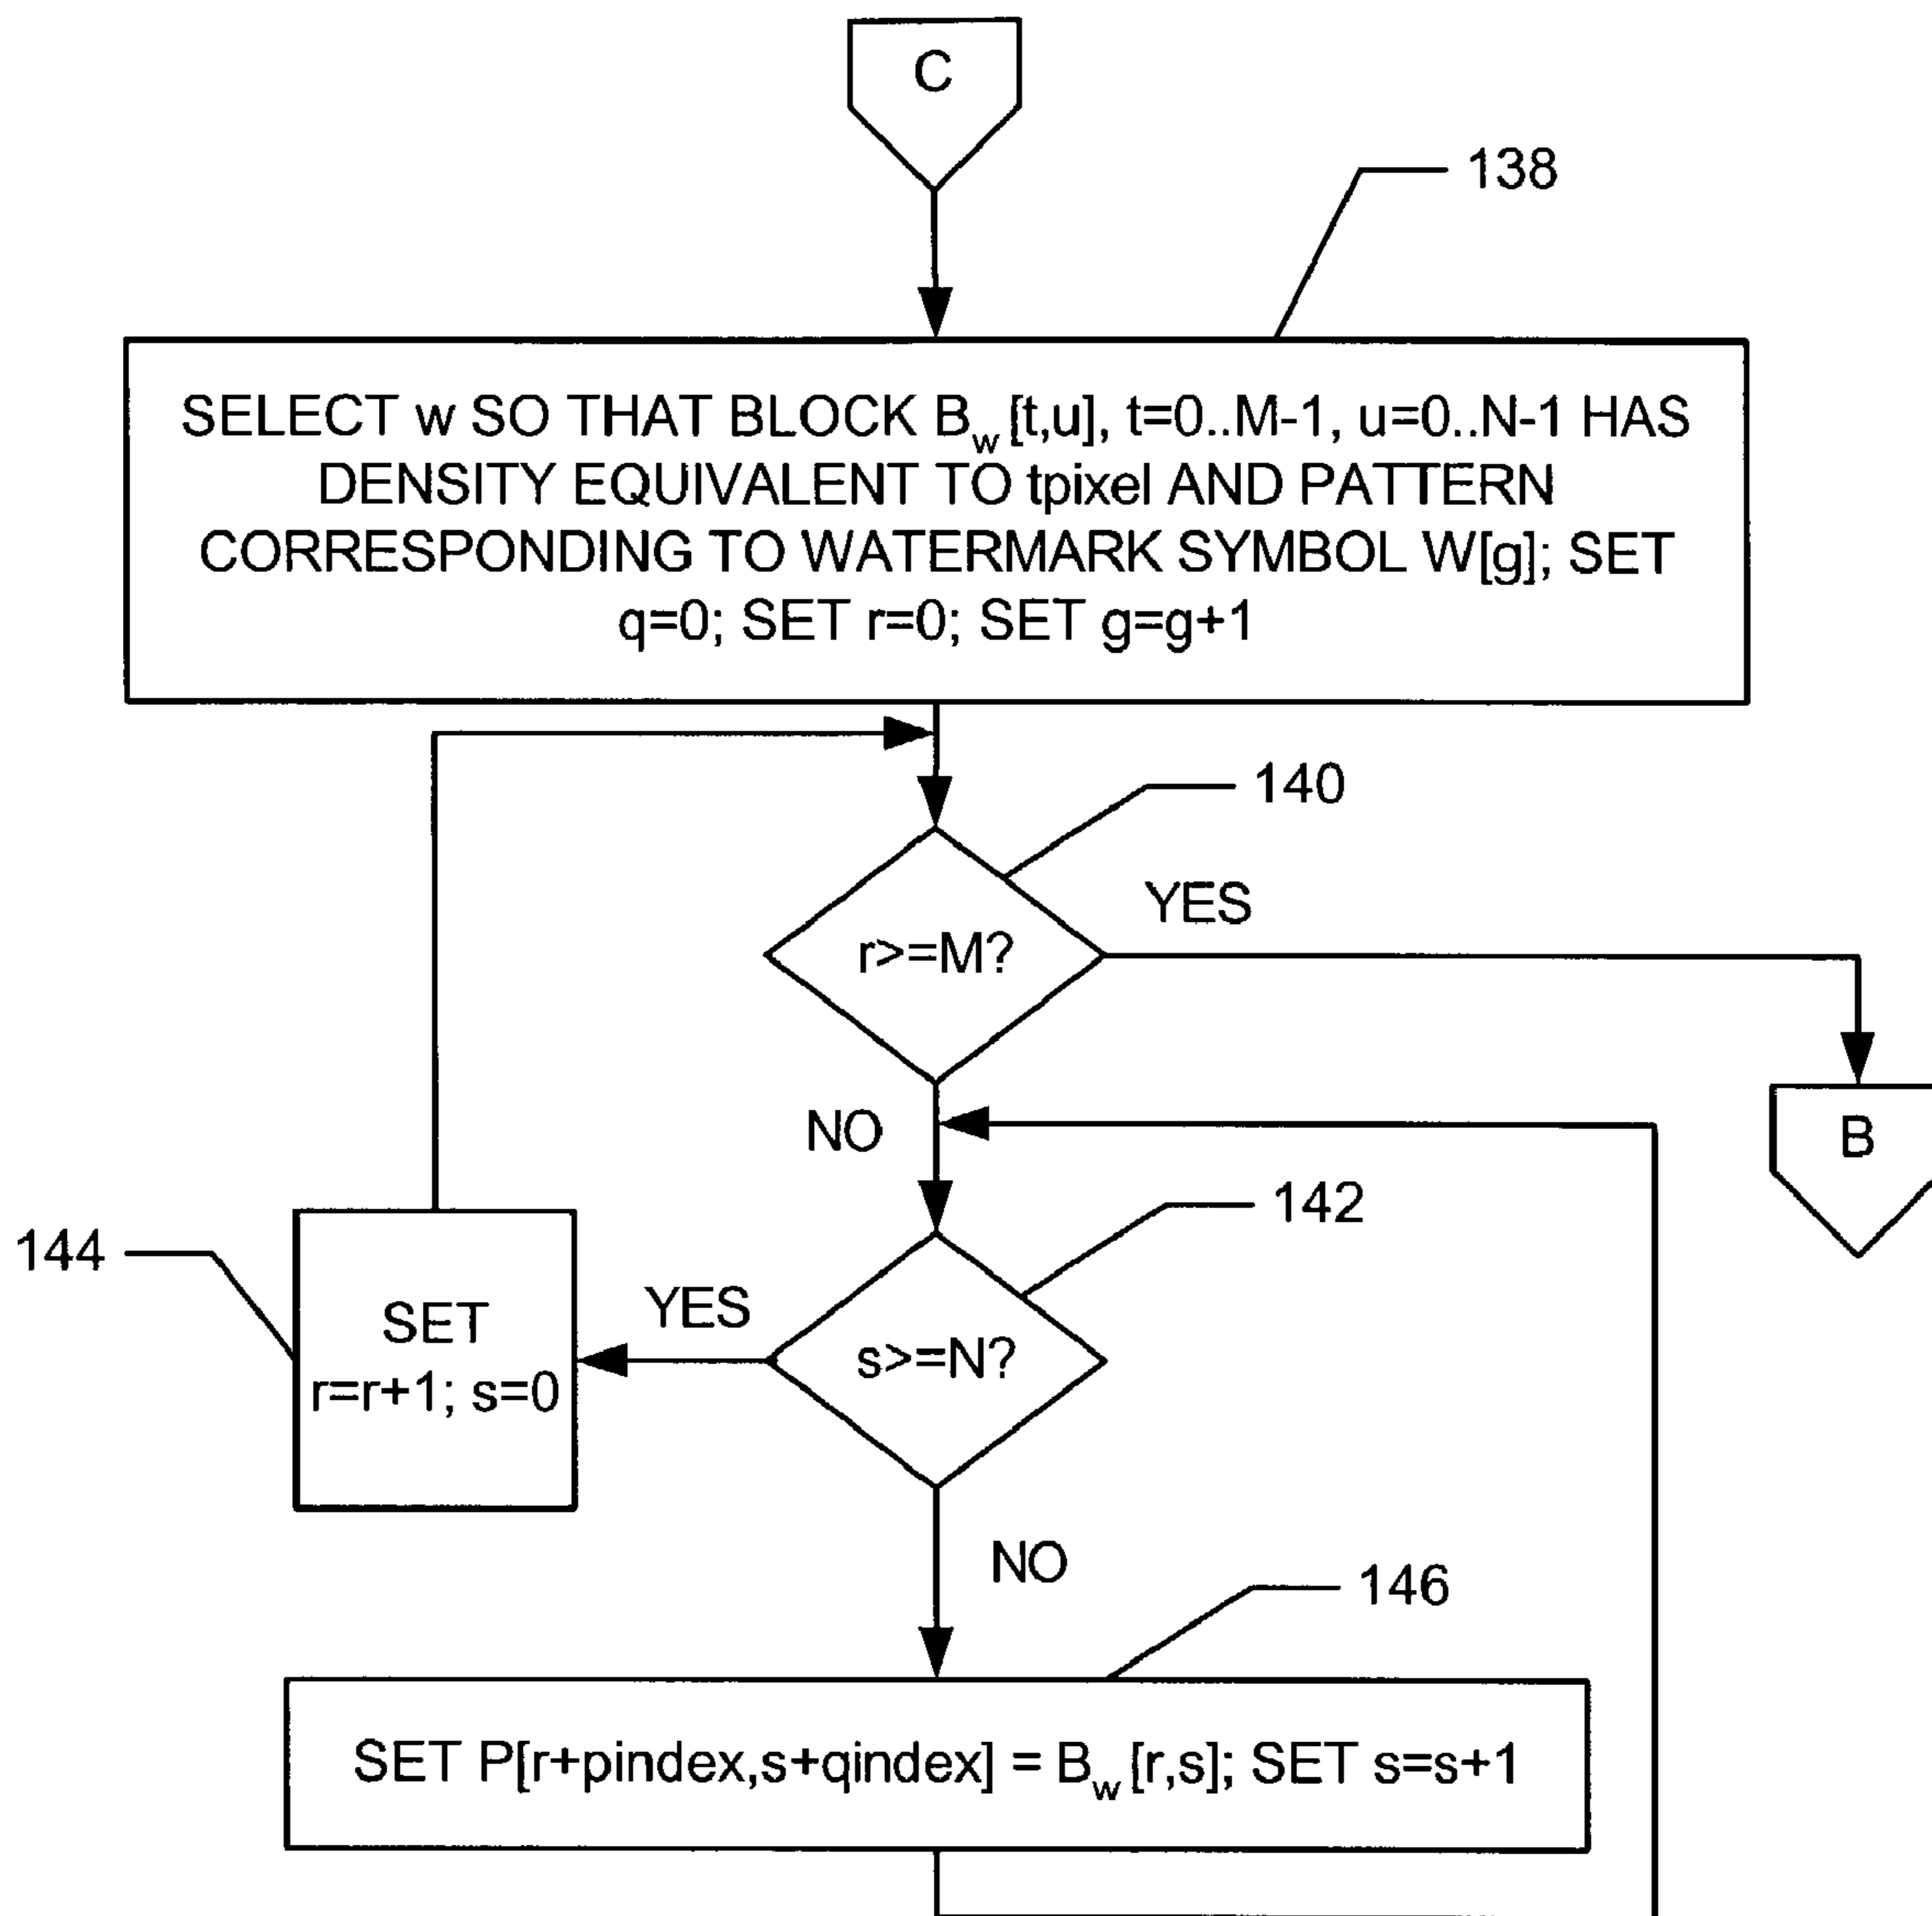 C
138
SELECT w SO THAT BLOCK Bw [t,u], t=0..M-1, u=0..N-1 HAS
DENSITY EQUIVALENT TO tpixel AND PATTERN
CORRESPONDING TO WATERMARK SYMBOL W[g]; SET
q=0; SET r=0; SET g=g+1
140
YES
r>=M?
NO
B
142
144
YES
SET
r=r+1; s=0
s>=N?
NO
146
SET P[r+pindex,s+qindex] = Bw [r,s]; SET s=s+1